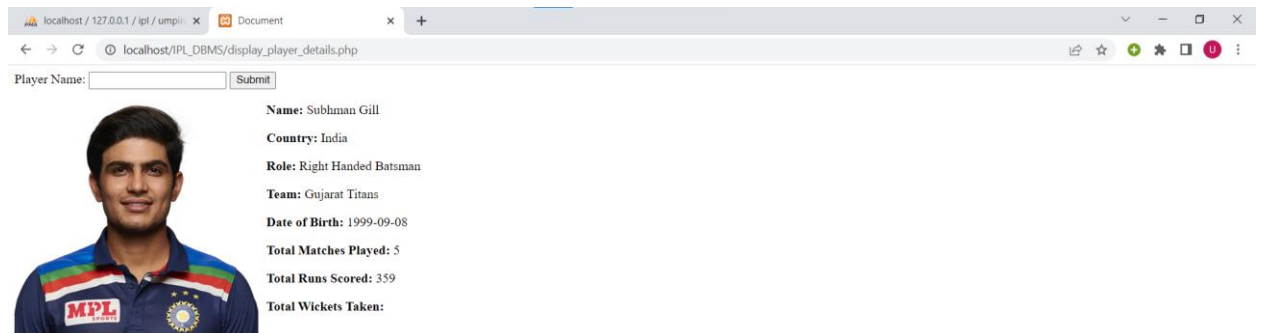 localhost / 127.0.0.1 / ipl / umpin
Document
localhost/IPL_DBMS/display_player_details.php
U
Player Name:
Submit
Name: Subhman Gill
Country: India
Role: Right Handed Batsman
Team: Gujarat Titans
Date of Birth: 1999-09-08
Total Matches Played: 5
Total Runs Scored: 359
Total Wickets Taken:
MPL
SPORTS